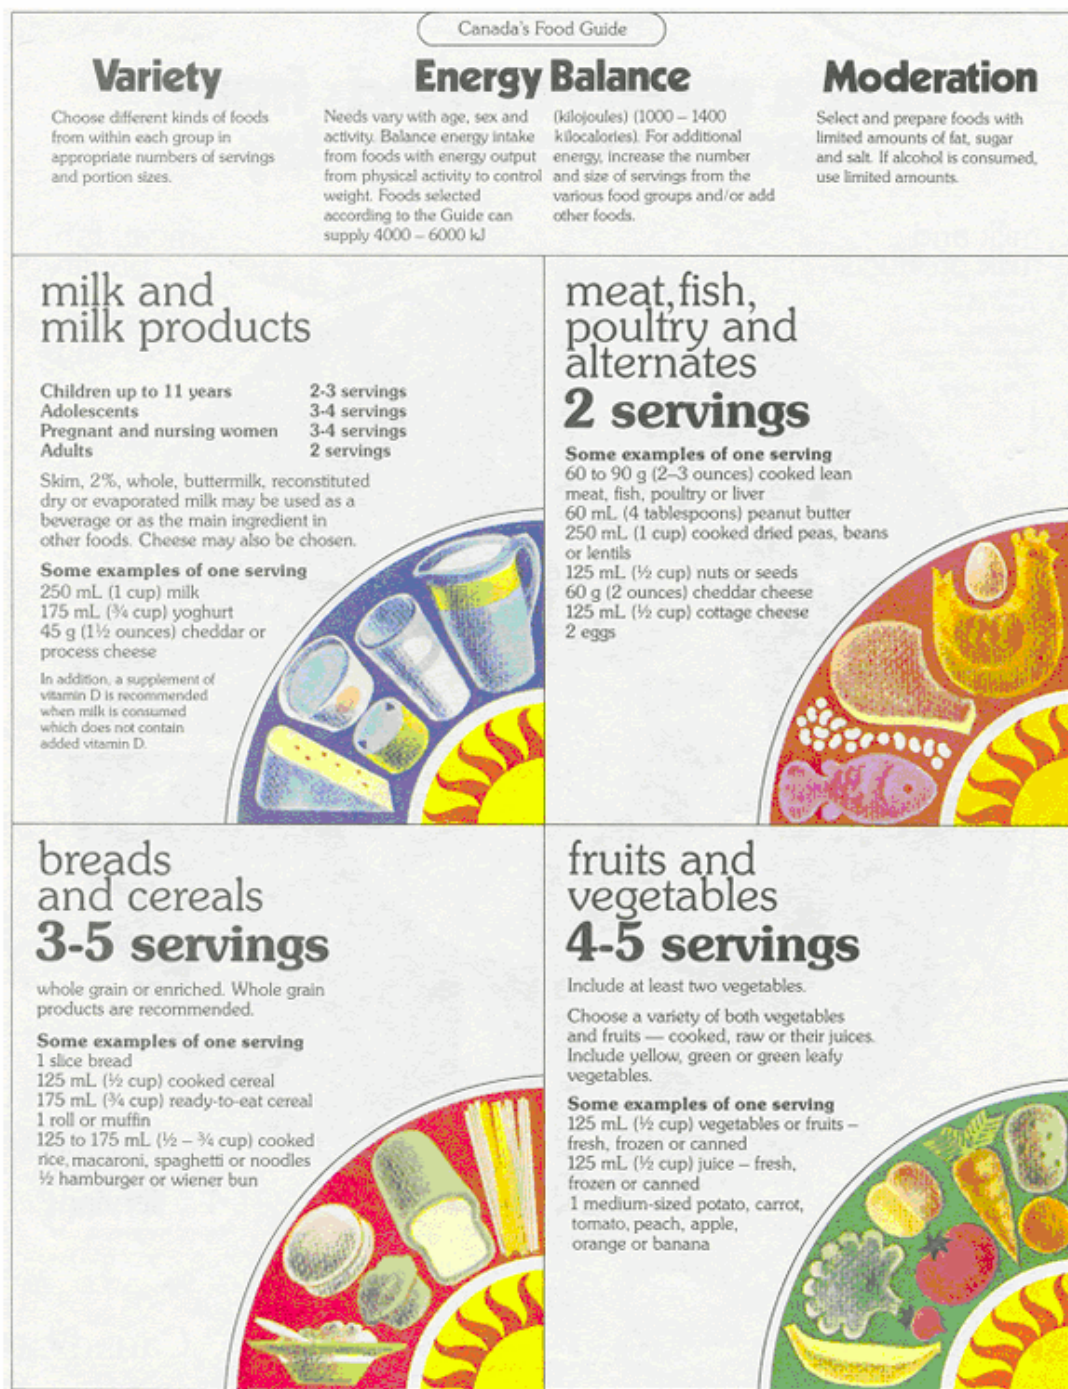 Canada's Food Guide
Variety
Choose different kinds of foods
from within each group in
appropriate numbers of servings
and portion sizes.
Energy Balance
Needs vary with age, sex and
activity. Balance energy intake
from foods with energy output
from physical activity to control
weight. Foods selected
according to the Guide can
supply 4000 – 6000 kJ
(kilojoules) (1000 – 1400
kilocalories). For additional
energy, increase the number
and size of servings from the
various food groups and/or add
other foods.
Moderation
Select and prepare foods with
limited amounts of fat, sugar
and salt. If alcohol is consumed,
use limited amounts.
milk and
milk products
Children up to 11 years 2-3 servings
Adolescents 3-4 servings
Pregnant and nursing women 3-4 servings
Adults 2 servings
Skim, 2%, whole, buttermilk, reconstituted
dry or evaporated milk may be used as a
beverage or as the main ingredient in
other foods. Cheese may also be chosen.
Some examples of one serving
250 mL (1 cup) milk
175 mL (¾ cup) yoghurt
45 g (1½ ounces) cheddar or
process cheese
In addition, a supplement of
vitamin D is recommended
when milk is consumed
which does not contain
added vitamin D.
meat, fish,
poultry and
alternates
2 servings
Some examples of one serving
60 to 90 g (2–3 ounces) cooked lean
meat, fish, poultry or liver
60 mL (4 tablespoons) peanut butter
250 mL (1 cup) cooked dried peas, beans
or lentils
125 mL (½ cup) nuts or seeds
60 g (2 ounces) cheddar cheese
125 mL (½ cup) cottage cheese
2 eggs
breads
and cereals
3-5 servings
whole grain or enriched. Whole grain
products are recommended.
Some examples of one serving
1 slice bread
125 mL (½ cup) cooked cereal
175 mL (¾ cup) ready-to-eat cereal
1 roll or muffin
125 to 175 mL (½ – ¾ cup) cooked
rice, macaroni, spaghetti or noodles
½ hamburger or wiener bun
fruits and
vegetables
4-5 servings
Include at least two vegetables.
Choose a variety of both vegetables
and fruits — cooked, raw or their juices.
Include yellow, green or green leafy
vegetables.
Some examples of one serving
125 mL (½ cup) vegetables or fruits –
fresh, frozen or canned
125 mL (½ cup) juice – fresh,
frozen or canned
1 medium-sized potato, carrot,
tomato, peach, apple,
orange or banana